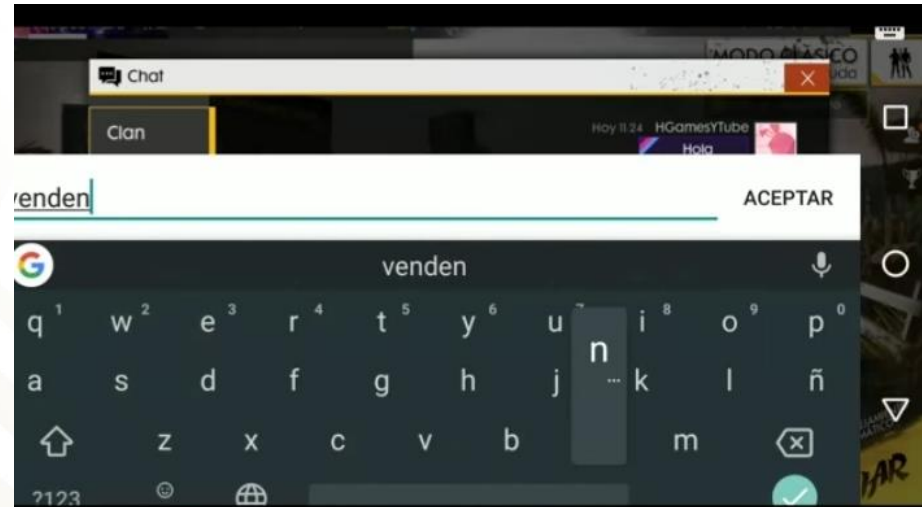 MODO CLÁSICO
Chat
Clan
Hoy 11:24 HGamesYTube
Hola
venden
ACEPTAR
G
venden
q 1 w 2 e 3 r 4 t 5 y 6 u 7 i 8 o 9 p 0
n
a s d f g h j k l ñ
z x c v b m
?123